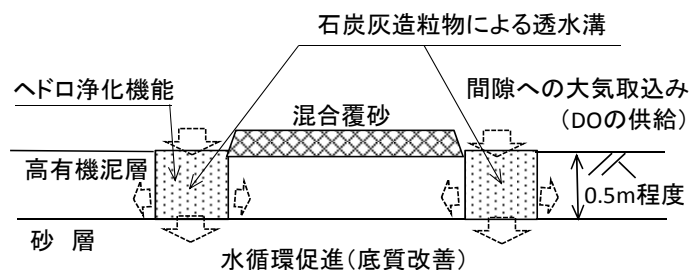 石炭灰造粒物による透水溝
ヘドロ浄化機能
間隙への大気取込み
(DOの供給)
混合覆砂
高有機泥層
0.5m程度
砂 層
水循環促進(底質改善)